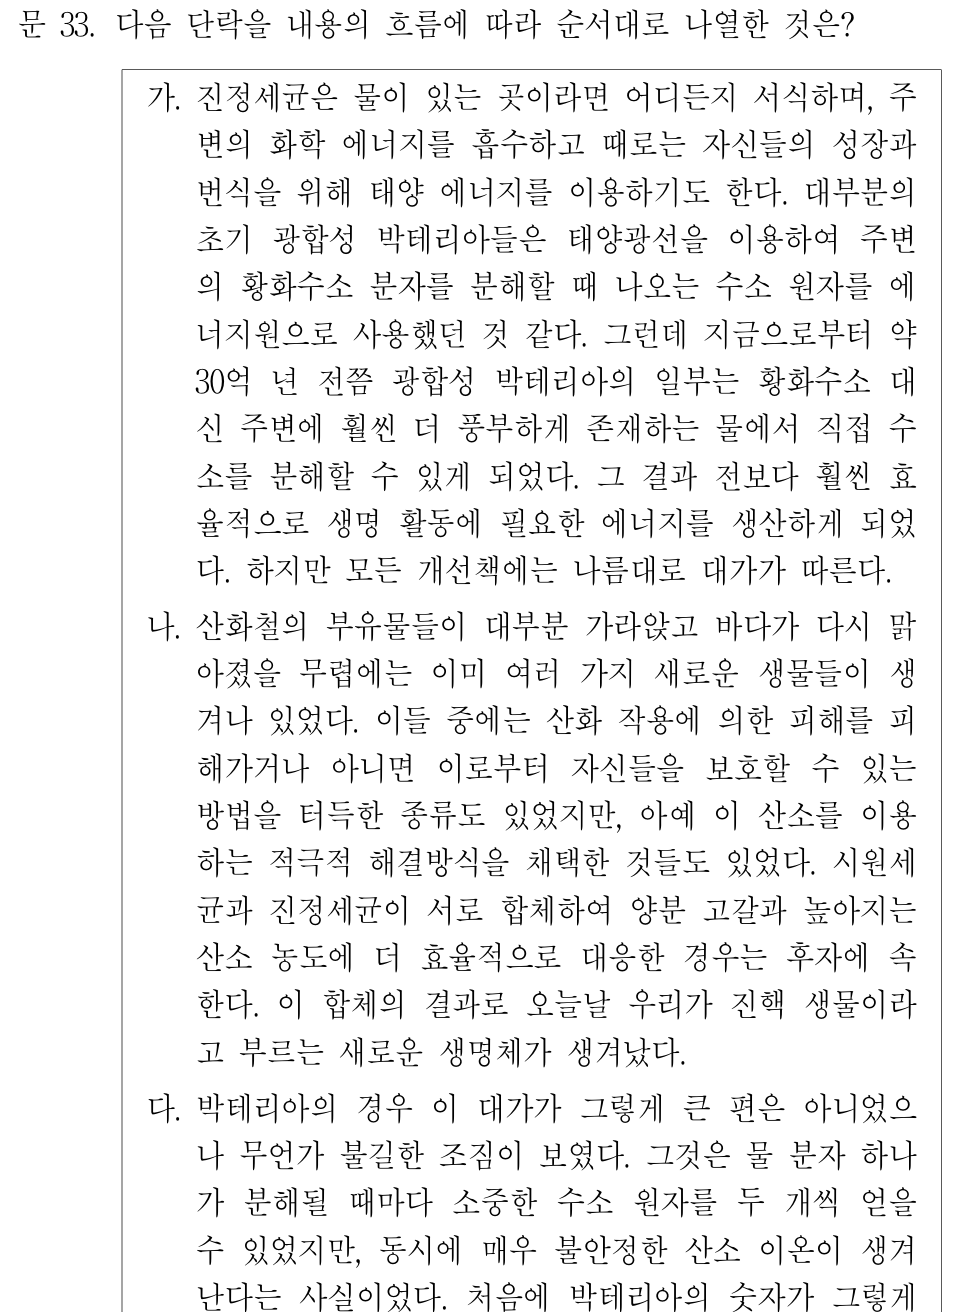 문 33. 다음 단락을 내용의 흐름에 따라 순서대로 나열한 것은?
가. 진정세균은 물이 있는 곳이라면 어디든지 서식하며, 주
변의 화학 에너지를 흡수하고 때로는 자신들의 성장과
번식을 위해 태양 에너지를 이용하기도 한다. 대부분의
초기 광합성 박테리아들은 태양광선을 이용하여 주변
의 황화수소 분자를 분해할 때 나오는 수소 원자를 에
너지원으로 사용했던 것 같다. 그런데 지금으로부터 약
30억 년 전쯤 광합성 박테리아의 일부는 황화수소 대
신 주변에 훨씬 더 풍부하게 존재하는 물에서 직접 수
소를 분해할 수 있게 되었다. 그 결과 전보다 훨씬 효
율적으로 생명 활동에 필요한 에너지를 생산하게 되었
다. 하지만 모든 개선책에는 나름대로 대가가 따른다.
나. 산화철의 부유물들이 대부분 가라앉고 바다가 다시 맑
아졌을 무렵에는 이미 여러 가지 새로운 생물들이 생
겨나 있었다. 이들 중에는 산화 작용에 의한 피해를 피
해가거나 아니면 이로부터 자신들을 보호할 수 있는
방법을 터득한 종류도 있었지만, 아예 이 산소를 이용
하는 적극적 해결방식을 채택한 것들도 있었다. 시원세
균과 진정세균이 서로 합체하여 양분 고갈과 높아지는
산소 농도에 더 효율적으로 대응한 경우는 후자에 속
한다. 이 합체의 결과로 오늘날 우리가 진핵 생물이라
고 부르는 새로운 생명체가 생겨났다.
다. 박테리아의 경우 이 대가가 그렇게 큰 편은 아니었으
나 무언가 불길한 조짐이 보였다. 그것은 물 분자 하나
가 분해될 때마다 소중한 수소 원자를 두 개씩 얻을
수 있었지만, 동시에 매우 불안정한 산소 이온이 생겨
난다는 사실이었다. 처음에 박테리아의 숫자가 그렇게